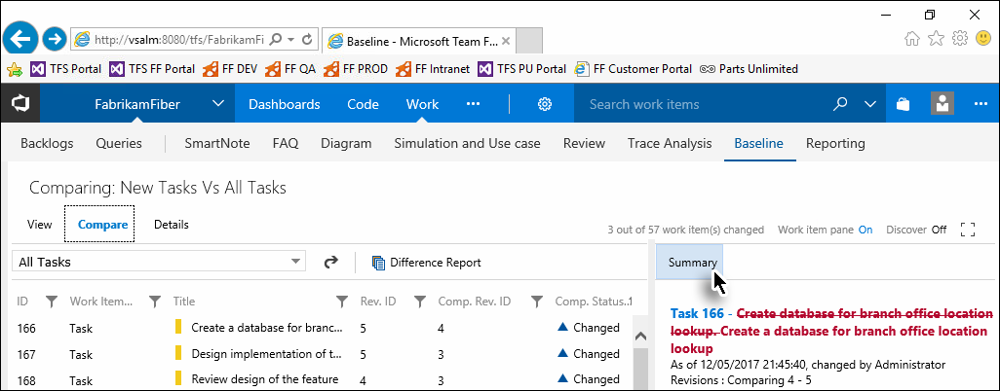 http://vsalm:8080/tfs/FabrikamFi
Baseline - Microsoft Team F...
TFS Portal TFS FF Portal FF DEV FF QA FF PROD FF Intranet TFS PU Portal FF Customer Portal Parts Unlimited
FabrikamFiber Dashboards Code Work ... Search work items ...
Backlogs Queries SmartNote FAQ Diagram Simulation and Use case Review Trace Analysis Baseline Reporting
Comparing: New Tasks Vs All Tasks
View Compare Details
3 out of 57 work item(s) changed Work item pane On Discover Off
All Tasks Difference Report
ID Work Item... Title Rev. ID Comp. Rev. ID Comp. Status..
166 Task Create a database for branc... 5 4 Changed
167 Task Design implementation of t... 5 3 Changed
168 Task Review design of the feature 4 3 Changed
Summary
Task 166 - Create database for branch office location
lookup. Create a database for branch office location
lookup
As of 12/05/2017 21:45:40, changed by Administrator
Revisions : Comparing 4 - 5